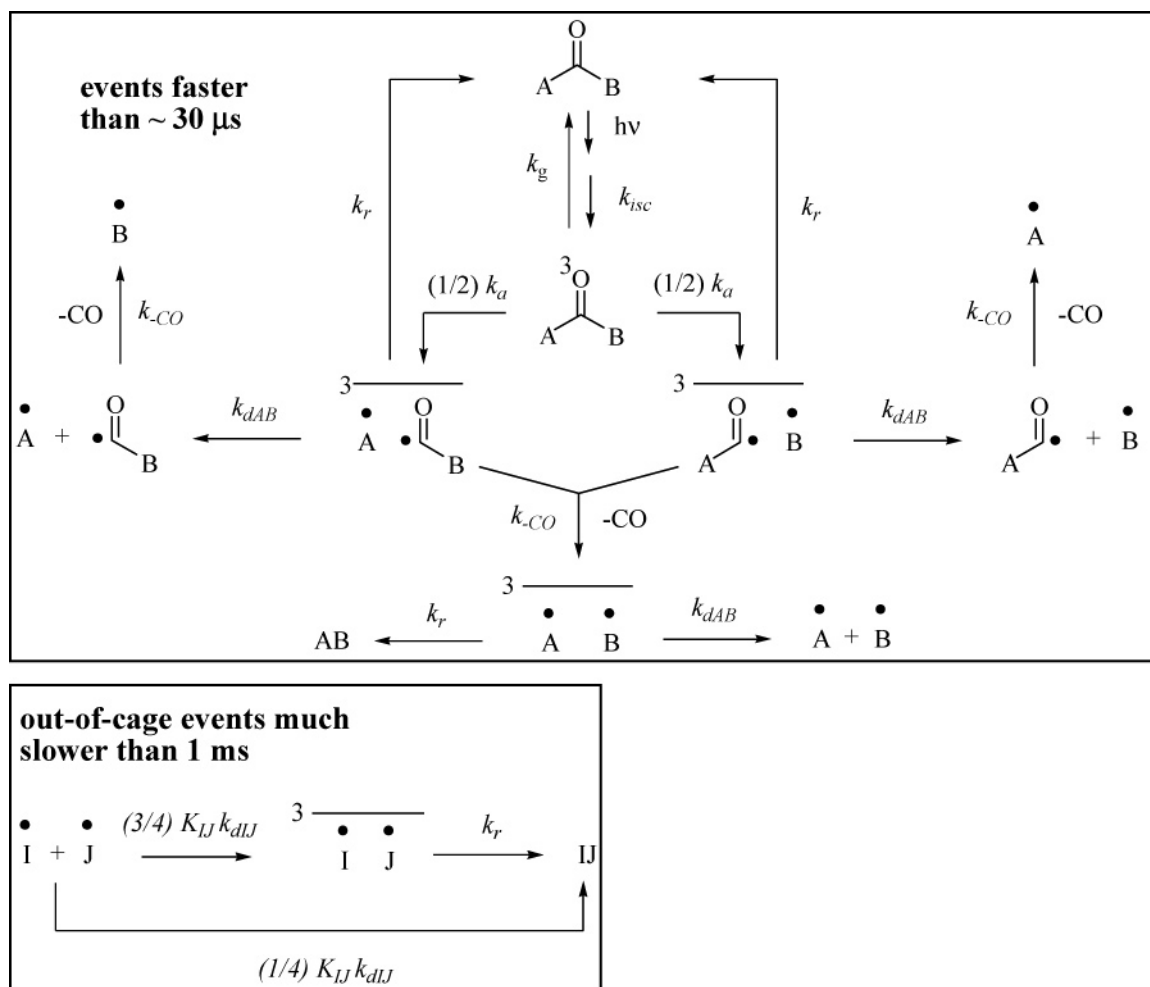 events faster
than ~ 30 μs
O
A B
hν
k_g
k_isc
k_r
k_r
B
A
-CO k_-CO
k_-CO -CO
(1/2) k_a
(1/2) k_a
3O
A B
3
3
A + O B
k_dAB
A O B
O A B
k_dAB
O A + B
k_-CO -CO
3
AB
k_r
A B
k_dAB
A + B
out-of-cage events much
slower than 1 ms
I + J
(3/4) K_IJ k_dIJ
3
I J
k_r
IJ
(1/4) K_IJ k_dIJ